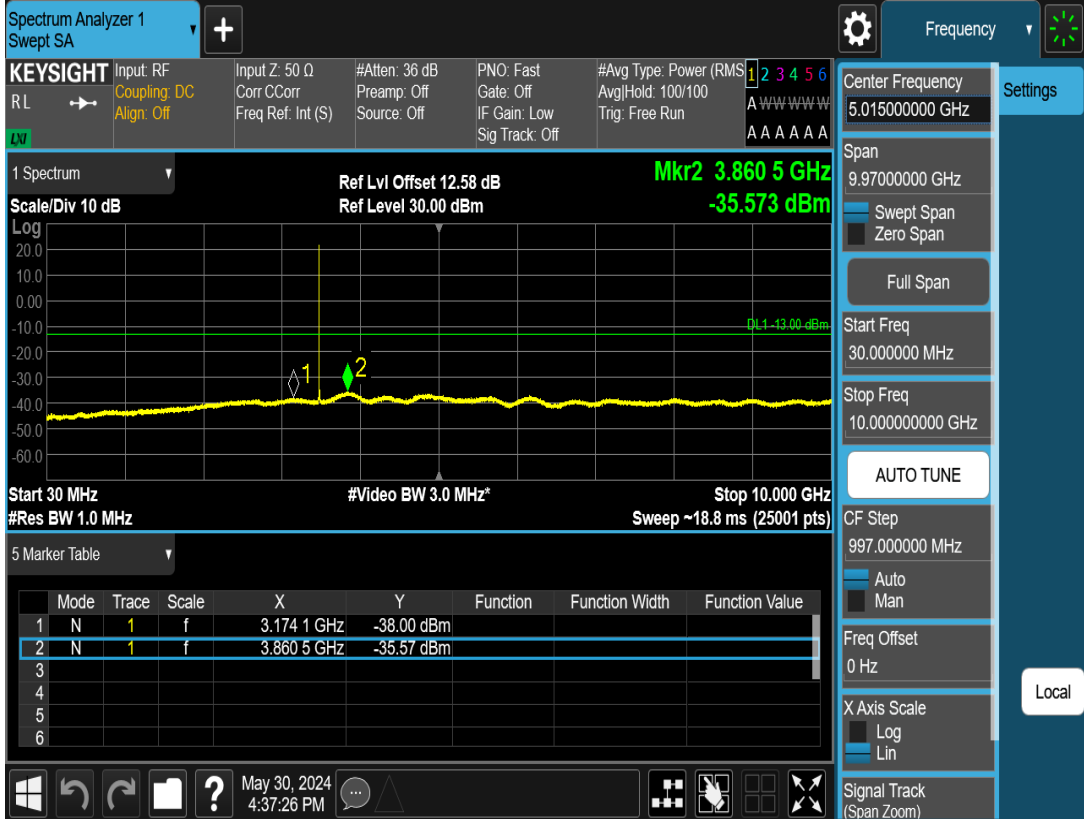 Spectrum Analyzer 1
Swept SA
+
Frequency
KEYSIGHT
RL
LXI
Input: RF
Coupling: DC
Align: Off
Input Z: 50 Ω
Corr CCorr
Freq Ref: Int (S)
#Atten: 36 dB
Preamp: Off
Source: Off
PNO: Fast
Gate: Off
IF Gain: Low
Sig Track: Off
#Avg Type: Power (RMS
Avg|Hold: 100/100
Trig: Free Run
1 2 3 4 5 6
A W W W W W
A A A A A A
1 Spectrum
Scale/Div 10 dB
Ref Lvl Offset 12.58 dB
Ref Level 30.00 dBm
Mkr2 3.860 5 GHz
-35.573 dBm
Log
20.0
10.0
0.00
-10.0
-20.0
-30.0
-40.0
-50.0
-60.0
DL1 -13.00 dBm
1
2
Start 30 MHz
#Video BW 3.0 MHz*
Stop 10.000 GHz
#Res BW 1.0 MHz
Sweep ~18.8 ms (25001 pts)
5 Marker Table
Mode Trace Scale X Y Function Function Width Function Value
1 N 1 f 3.174 1 GHz -38.00 dBm
2 N 1 f 3.860 5 GHz -35.57 dBm
3
4
5
6
?
May 30, 2024
4:37:26 PM
Center Frequency
5.015000000 GHz
Settings
Span
9.97000000 GHz
Swept Span
Zero Span
Full Span
Start Freq
30.000000 MHz
Stop Freq
10.000000000 GHz
AUTO TUNE
CF Step
997.000000 MHz
Auto
Man
Freq Offset
0 Hz
Local
X Axis Scale
Log
Lin
Signal Track
(Span Zoom)